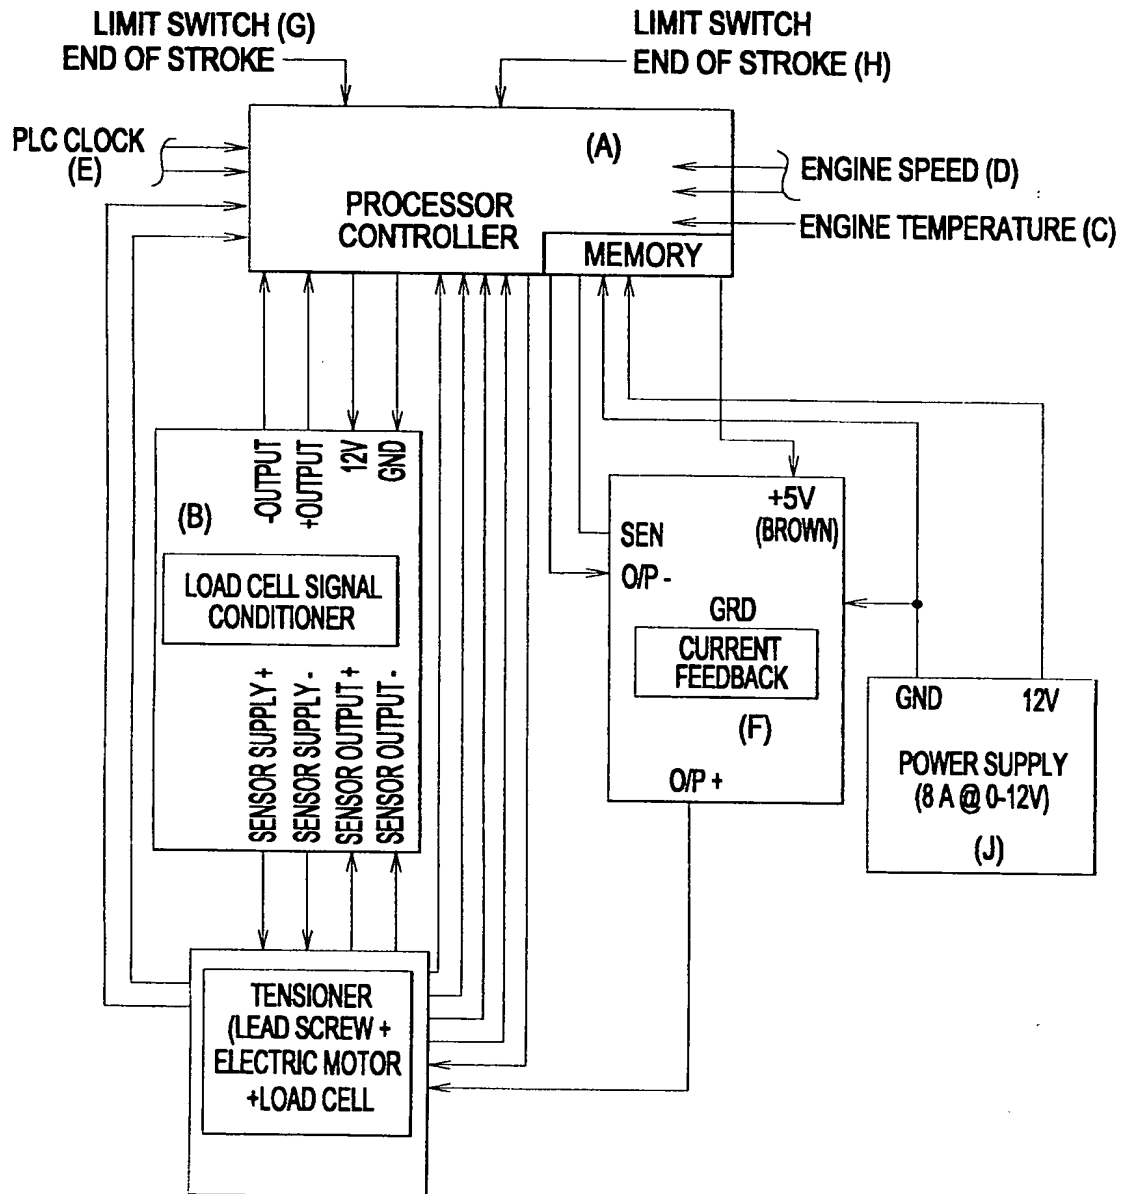 LIMIT SWITCH (G)
END OF STROKE
LIMIT SWITCH
END OF STROKE (H)
PLC CLOCK
(E)
(A)
ENGINE SPEED (D)
PROCESSOR
CONTROLLER
ENGINE TEMPERATURE (C)
MEMORY
-OUTPUT
+OUTPUT
12V
GND
(B)
LOAD CELL SIGNAL
CONDITIONER
SENSOR SUPPLY +
SENSOR SUPPLY -
SENSOR OUTPUT +
SENSOR OUTPUT -
+5V
(BROWN)
SEN
O/P -
GRD
CURRENT
FEEDBACK
(F)
O/P +
GND
12V
POWER SUPPLY
(8 A @ 0-12V)
(J)
TENSIONER
(LEAD SCREW +
ELECTRIC MOTOR
+LOAD CELL